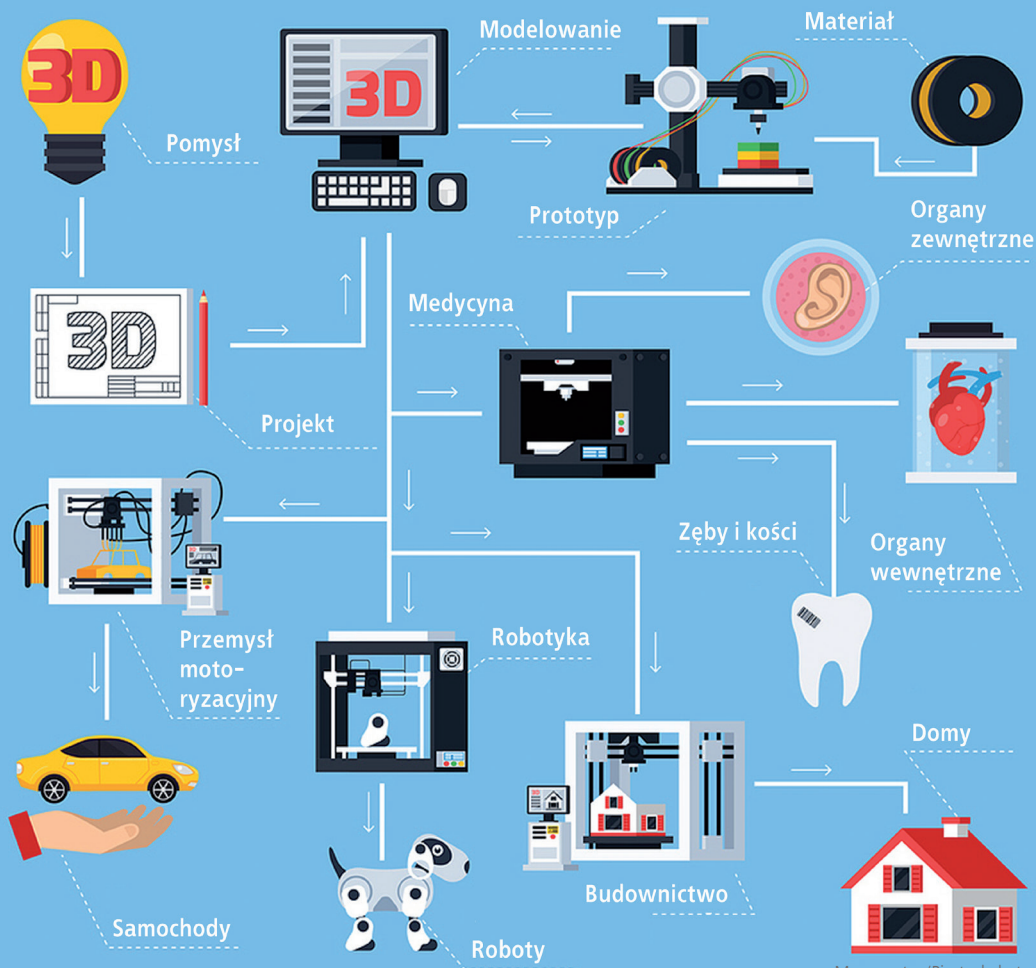 3D
Pomysł
3D
Modelowanie
Materiał
Prototyp
Organy
zewnętrzne
3D
Projekt
Medycyna
Zęby i kości
Organy
wewnętrzne
Przemysł
moto-
ryzacyjny
Robotyka
Samochody
Roboty
Budownictwo
Domy